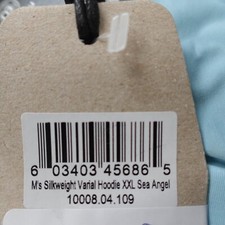 6 03403 45686 5
M's Silkweight Varial Hoodie XXL Sea Angel
10008.04.109